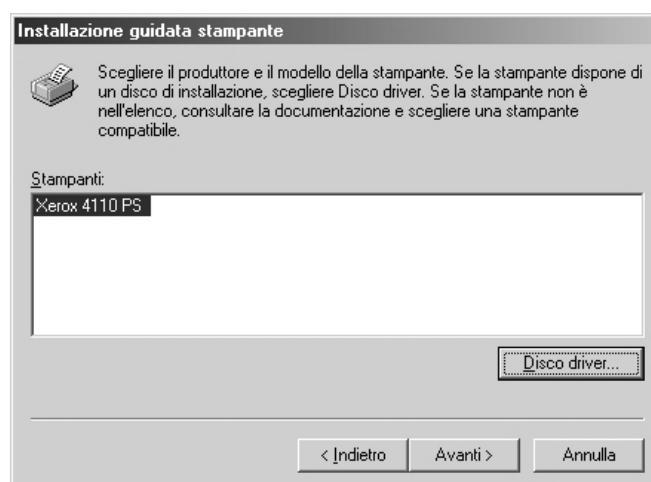 Installazione guidata stampante
Scegliere il produttore e il modello della stampante. Se la stampante dispone di
un disco di installazione, scegliere Disco driver. Se la stampante non è
nell'elenco, consultare la documentazione e scegliere una stampante
compatibile.
Stampanti:
Xerox 4110 PS
Disco driver...
< Indietro
Avanti >
Annulla